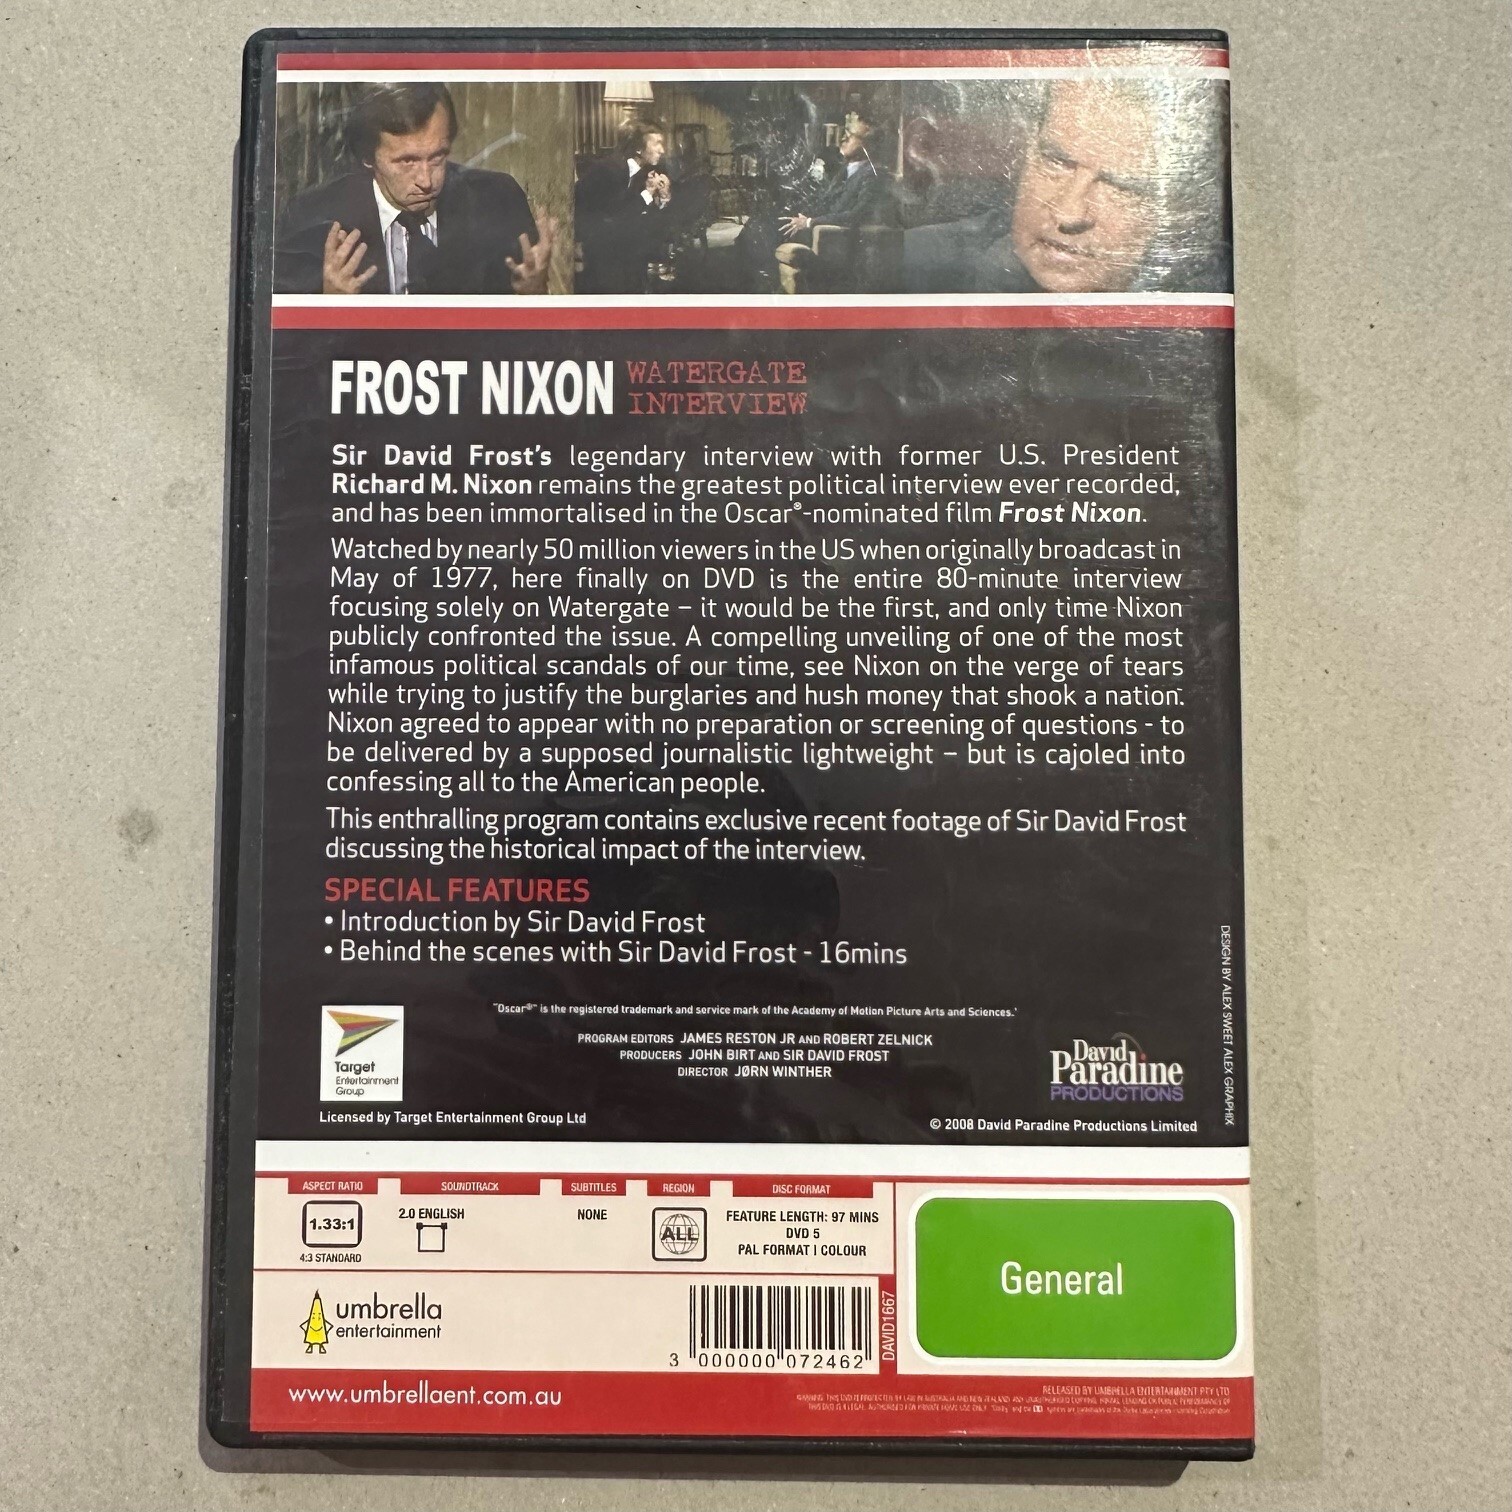 FROST NIXON WATERGATE
INTERVIEW
Sir David Frost's legendary interview with former U.S. President
Richard M. Nixon remains the greatest political interview ever recorded,
and has been immortalised in the Oscar®-nominated film Frost Nixon.
Watched by nearly 50 million viewers in the US when originally broadcast in
May of 1977, here finally on DVD is the entire 80-minute interview
focusing solely on Watergate – it would be the first, and only time Nixon
publicly confronted the issue. A compelling unveiling of one of the most
infamous political scandals of our time, see Nixon on the verge of tears
while trying to justify the burglaries and hush money that shook a nation.
Nixon agreed to appear with no preparation or screening of questions - to
be delivered by a supposed journalistic lightweight – but is cajoled into
confessing all to the American people.
This enthralling program contains exclusive recent footage of Sir David Frost
discussing the historical impact of the interview.
SPECIAL FEATURES
• Introduction by Sir David Frost
• Behind the scenes with Sir David Frost - 16mins
"Oscar®" is the registered trademark and service mark of the Academy of Motion Picture Arts and Sciences.'
PROGRAM EDITORS JAMES RESTON JR AND ROBERT ZELNICK
PRODUCERS JOHN BIRT AND SIR DAVID FROST
DIRECTOR JØRN WINTHER
Target
Entertainment
Group
Licensed by Target Entertainment Group Ltd
David
Paradine
PRODUCTIONS
© 2008 David Paradine Productions Limited
DESIGN BY ALEX SWEET ALEX GRAPHIX
ASPECT RATIO
1.33:1
4:3 STANDARD
SOUNDTRACK
2.0 ENGLISH
SUBTITLES
NONE
REGION
ALL
DISC FORMAT
FEATURE LENGTH: 97 MINS
DVD 5
PAL FORMAT | COLOUR
General
umbrella
entertainment
3 000000 072462
DAVID1667
www.umbrellaent.com.au
RELEASED BY UMBRELLA ENTERTAINMENT PTY LTD